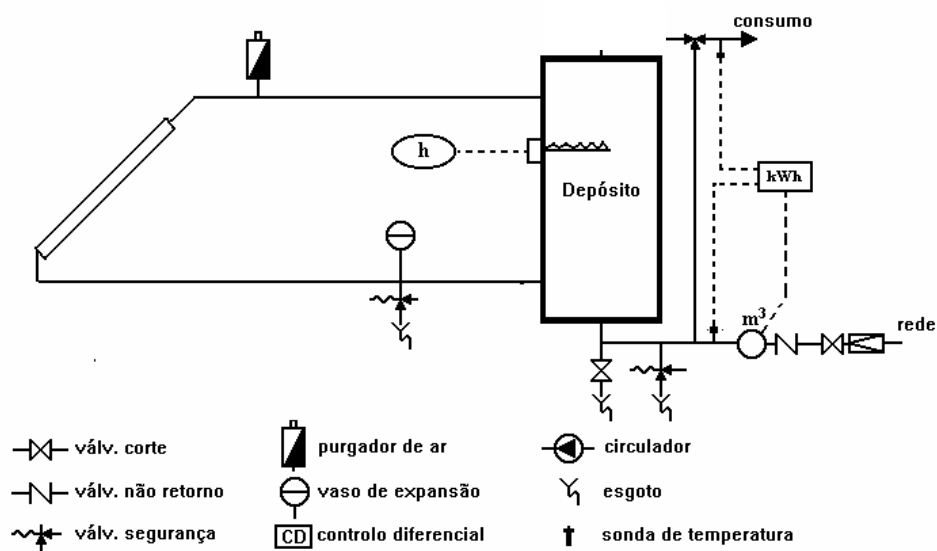 consumo
h
Depósito
kWh
m³
rede
válv. corte
purgador de ar
circulador
válv. não retorno
vaso de expansão
esgoto
válv. segurança
CD controlo diferencial
sonda de temperatura